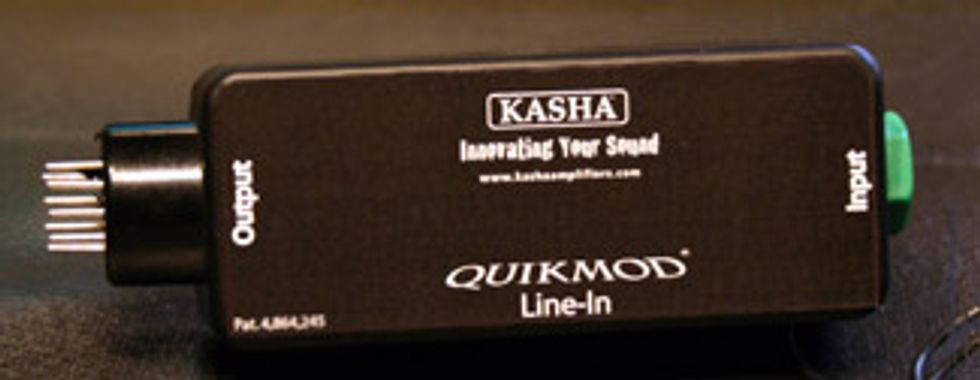 KASHA
Innovating Your Sound
www.kashaamplifiers.com
Output
Input
QUIKMOD
Line-In
Pat. 4,864,245